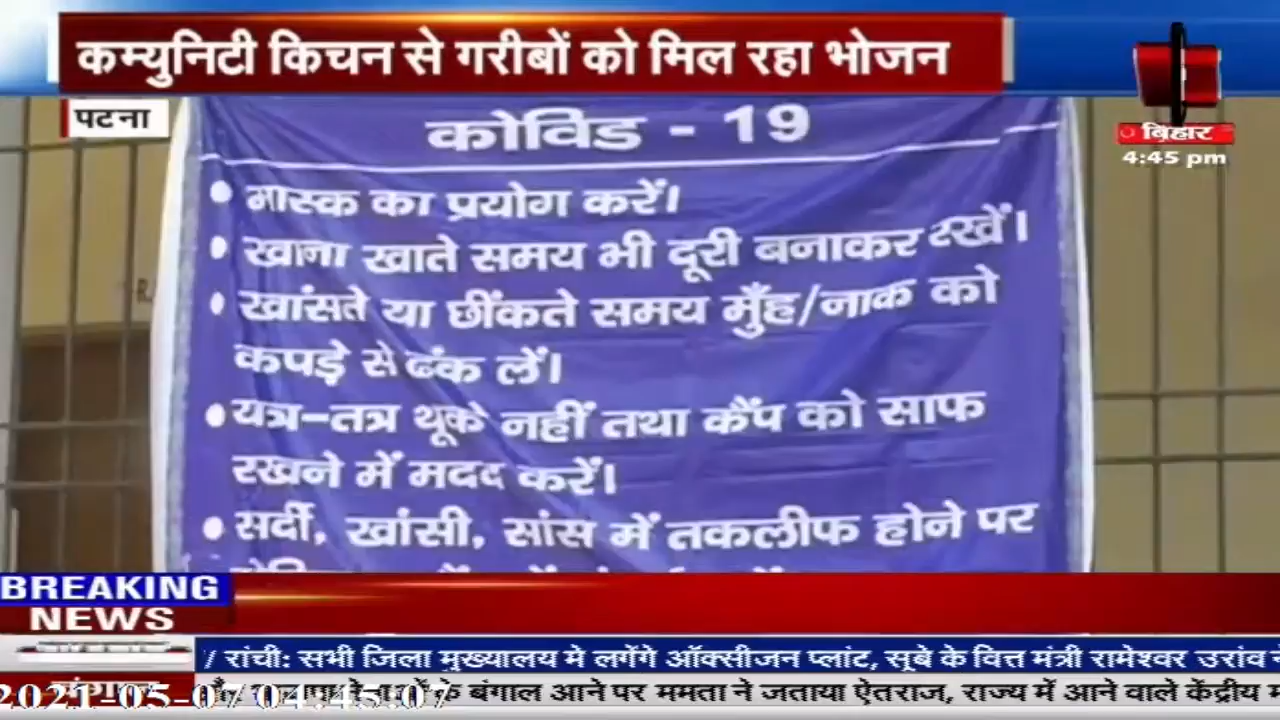 कम्युनिटी किचन से गरीबों को मिल रहा भोजन
पटना
बिहार
4:45 pm
कोविड - 19
• मास्क का प्रयोग करें।
• खाना खाते समय भी दूरी बनाकर रखें।
• खांसते या छींकते समय मुँह/नाक को
कपड़े से ढंक लें।
• यत्र-तत्र थूके नहीं तथा कैंप को साफ
रखने में मदद करें।
• सर्दी, खांसी, सांस में तकलीफ होने पर
BREAKING
NEWS
/ रांची: सभी जिला मुख्यालय मे लगेंगे ऑक्सीजन प्लांट, सूबे के वित्त मंत्री रामेश्वर उरांव
के बंगाल आने पर ममता ने जताया ऐतराज, राज्य में आने वाले केंद्रीय
2021-05-07 04:45:07